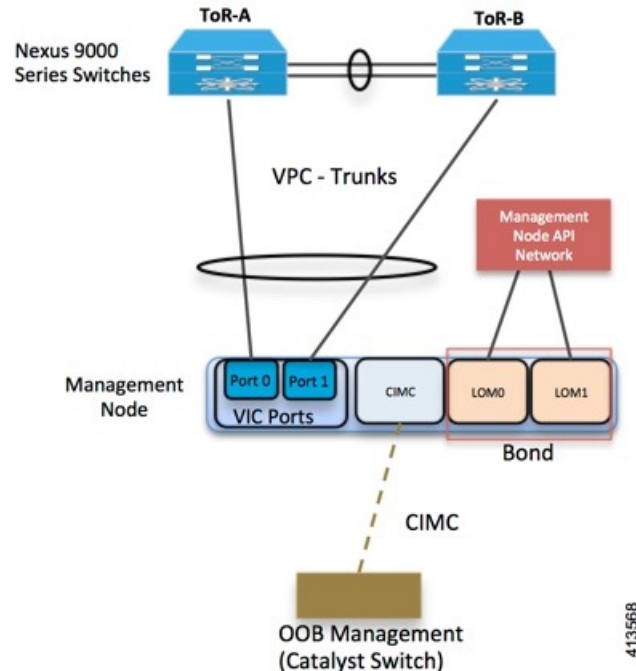 ToR-A
ToR-B
Nexus 9000
Series Switches
VPC - Trunks
Management
Node API
Network
Management
Node
Port 0
Port 1
VIC Ports
CIMC
LOM0
LOM1
Bond
CIMC
OOB Management
(Catalyst Switch)
413568